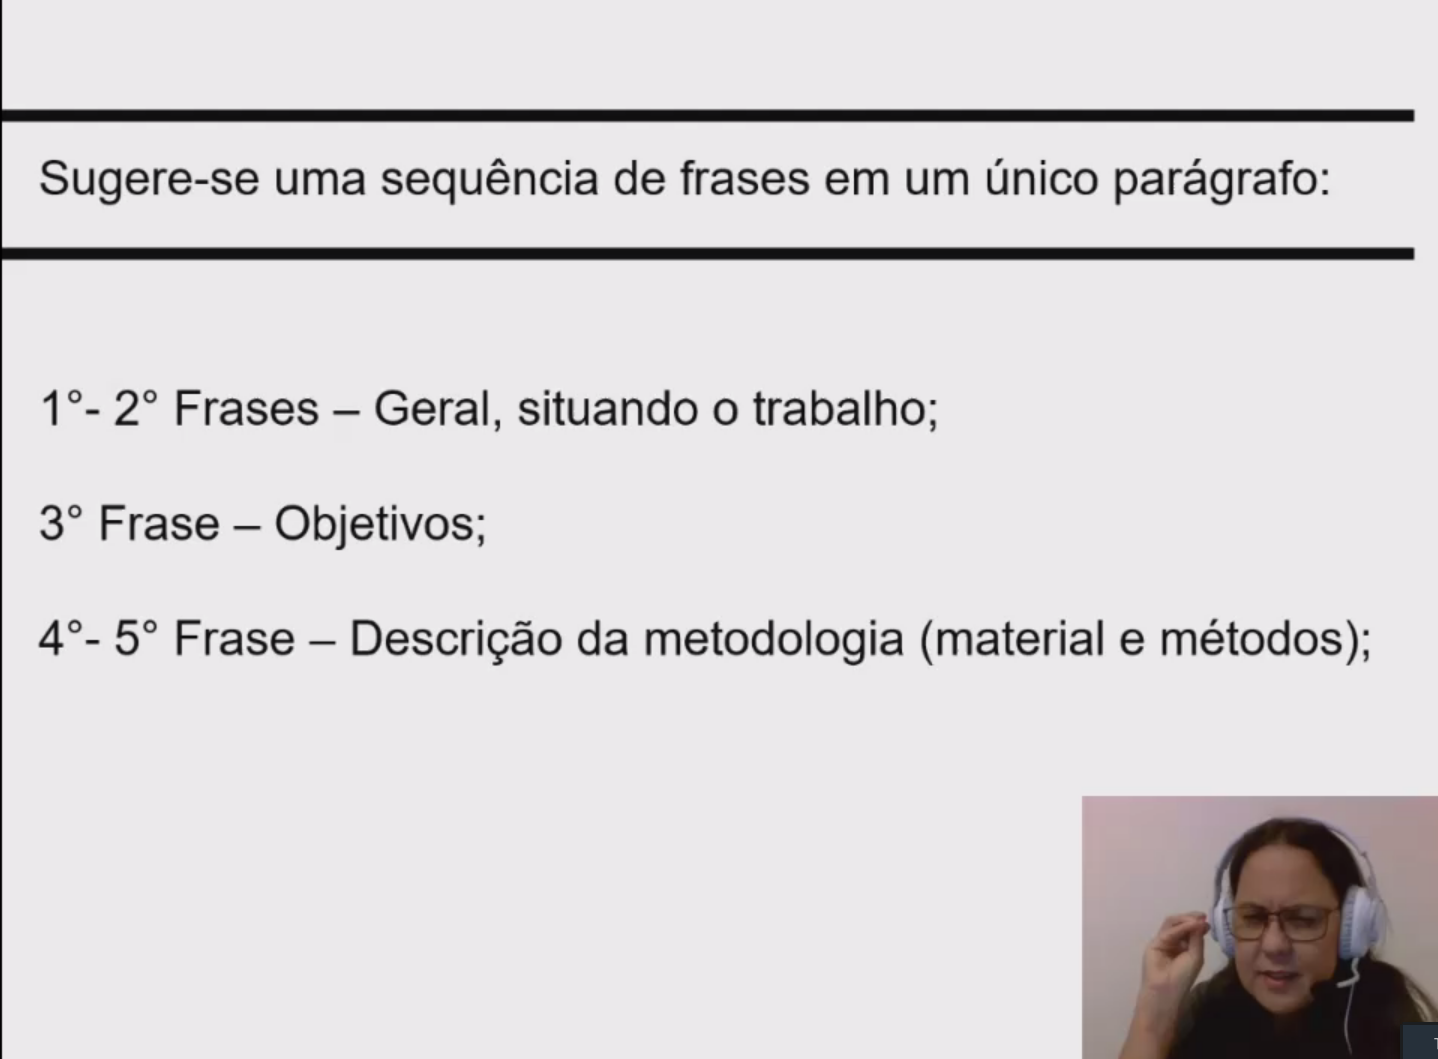 Sugere-se uma sequência de frases em um único parágrafo:
1°- 2° Frases – Geral, situando o trabalho;
3° Frase – Objetivos;
4°- 5° Frase – Descrição da metodologia (material e métodos);